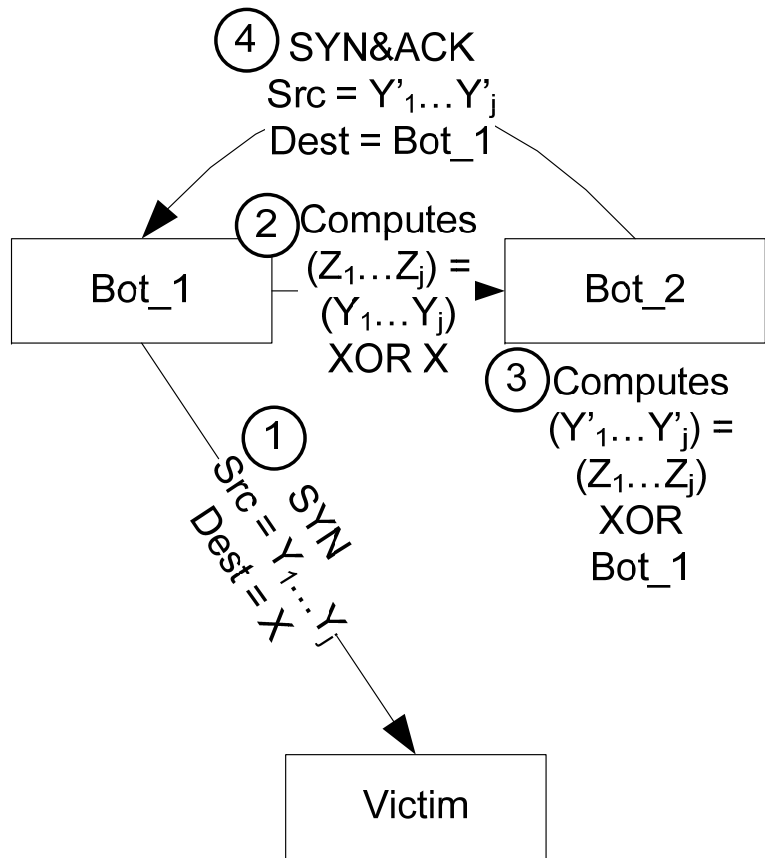 4
SYN&ACK
Src = Y'₁…Y'ⱼ
Dest = Bot_1
2
Computes
(Z₁…Zⱼ) =
(Y₁…Yⱼ)
XOR X
Bot_1
Bot_2
3
Computes
(Y'₁…Y'ⱼ) =
(Z₁…Zⱼ)
XOR
Bot_1
1
SYN
Src = Y₁…Yⱼ
Dest = X
Victim